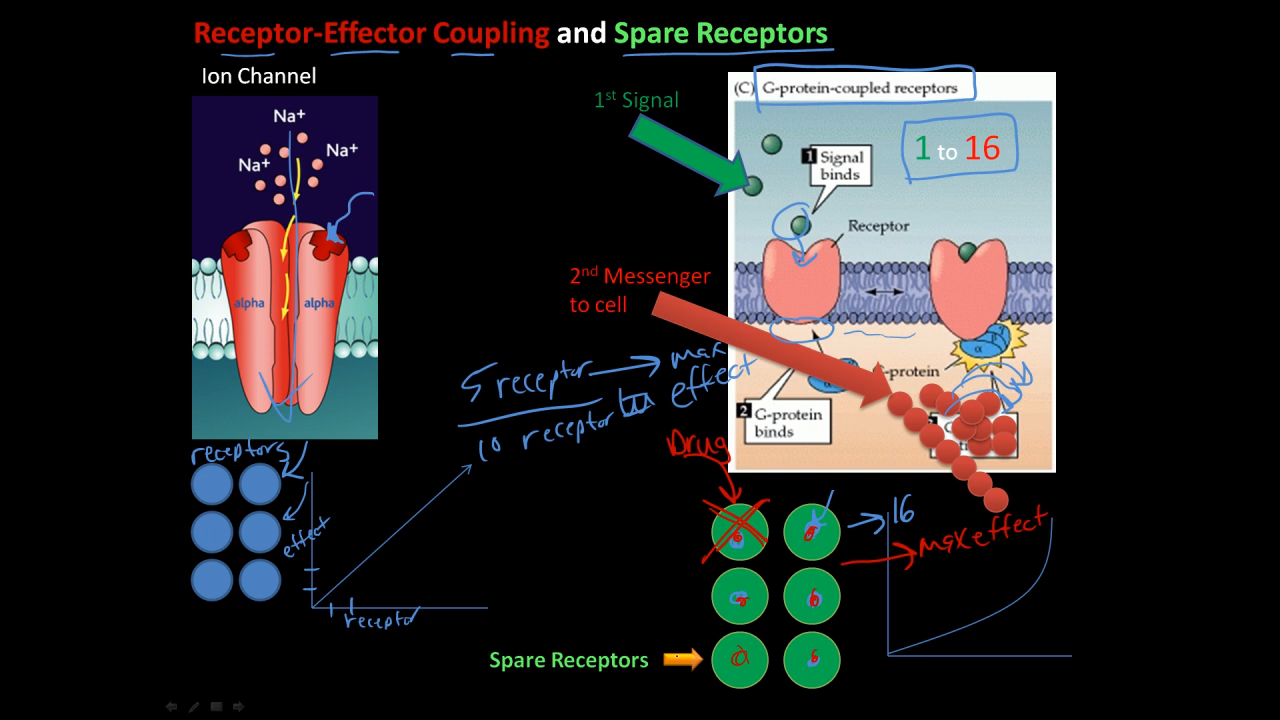 Receptor-Effector Coupling and Spare Receptors
Ion Channel
Na+
Na+
Na+
alpha
alpha
1st Signal
(C) G-protein-coupled receptors
1 to 16
1 Signal
binds
Receptor
2nd Messenger
to cell
G-protein
2 G-protein
binds
5 receptor → max
effect
10 receptor
receptors
effect
receptor
Drug
16
max effect
Spare Receptors